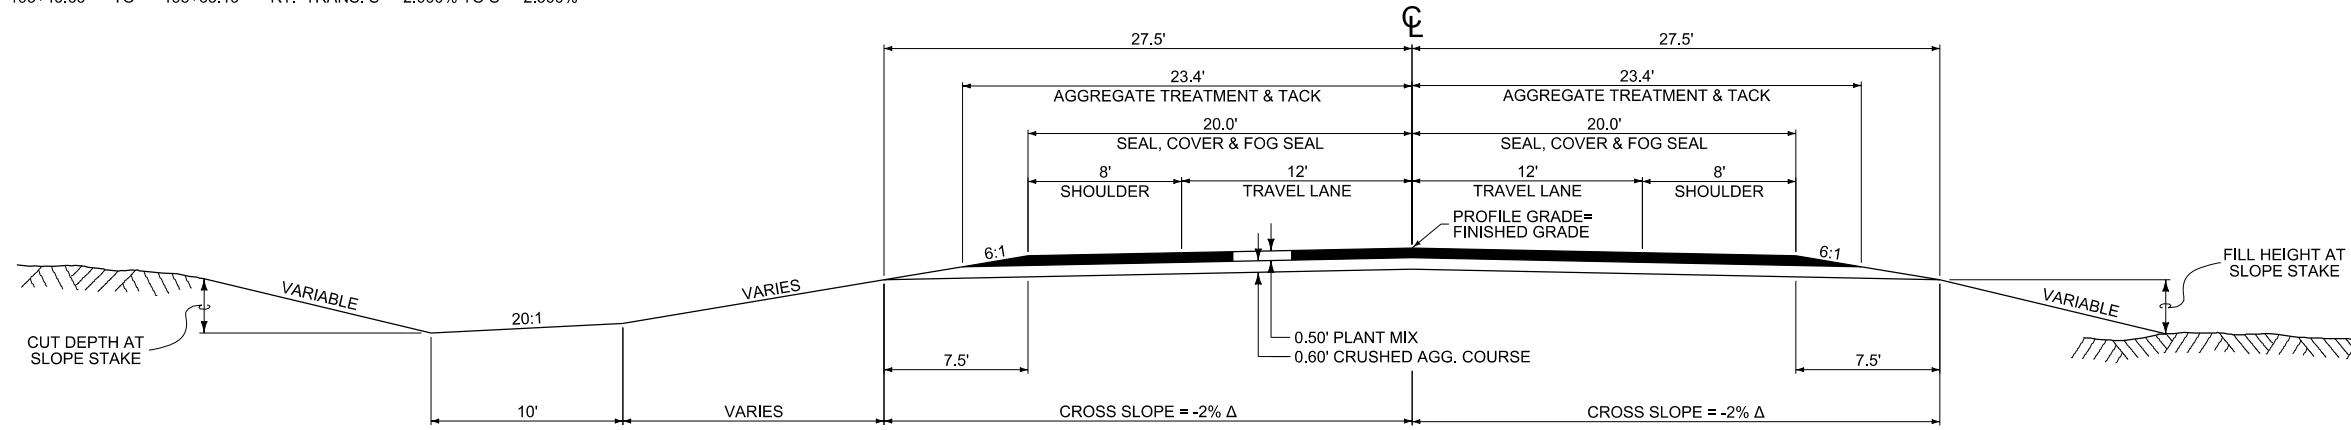 ℄
27.5' 27.5'
23.4' 23.4'
AGGREGATE TREATMENT & TACK AGGREGATE TREATMENT & TACK
20.0' 20.0'
SEAL, COVER & FOG SEAL SEAL, COVER & FOG SEAL
8' 12' 12' 8'
SHOULDER TRAVEL LANE TRAVEL LANE SHOULDER
PROFILE GRADE=
FINISHED GRADE
6:1 6:1
FILL HEIGHT AT
SLOPE STAKE
VARIABLE VARIES VARIABLE
20:1
CUT DEPTH AT
SLOPE STAKE
0.50' PLANT MIX
0.60' CRUSHED AGG. COURSE
7.5' 7.5'
10' VARIES CROSS SLOPE = -2% Δ CROSS SLOPE = -2% Δ